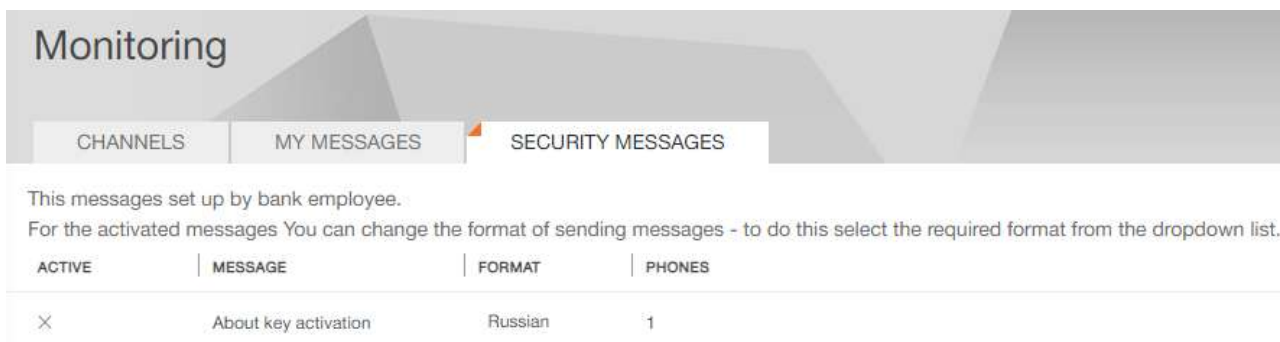 Monitoring
CHANNELS MY MESSAGES SECURITY MESSAGES
This messages set up by bank employee.
For the activated messages You can change the format of sending messages - to do this select the required format from the dropdown list.
ACTIVE MESSAGE FORMAT PHONES
About key activation Russian 1